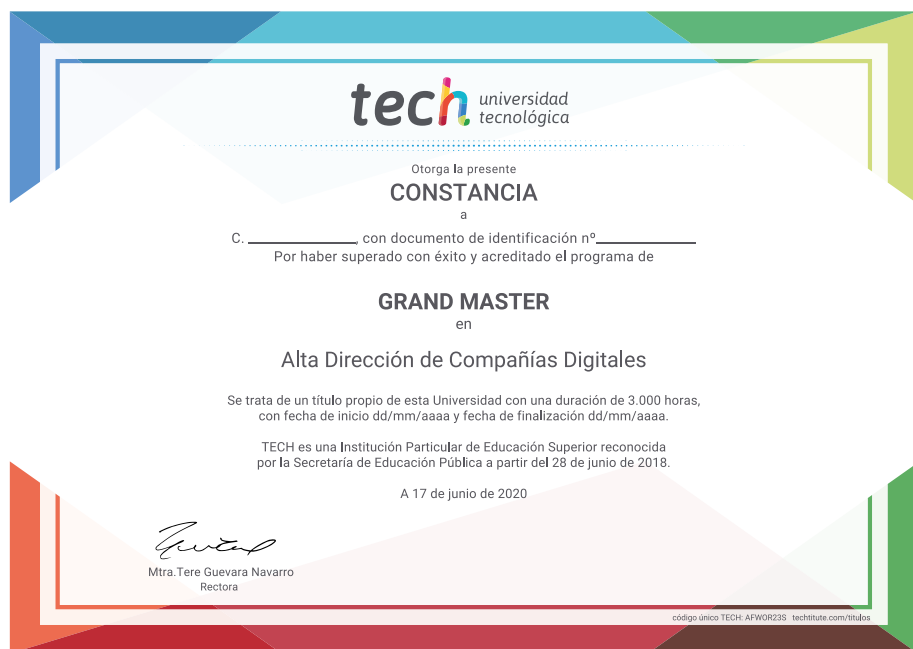 tech universidad
tecnológica
Otorga la presente
CONSTANCIA
a
C. ____________, con documento de identificación nº____________
Por haber superado con éxito y acreditado el programa de
GRAND MASTER
en
Alta Dirección de Compañías Digitales
Se trata de un título propio de esta Universidad con una duración de 3.000 horas,
con fecha de inicio dd/mm/aaaa y fecha de finalización dd/mm/aaaa.
TECH es una Institución Particular de Educación Superior reconocida
por la Secretaría de Educación Pública a partir del 28 de junio de 2018.
A 17 de junio de 2020
Mtra.Tere Guevara Navarro
Rectora
código único TECH: AFWOR23S techtitute.com/titulos